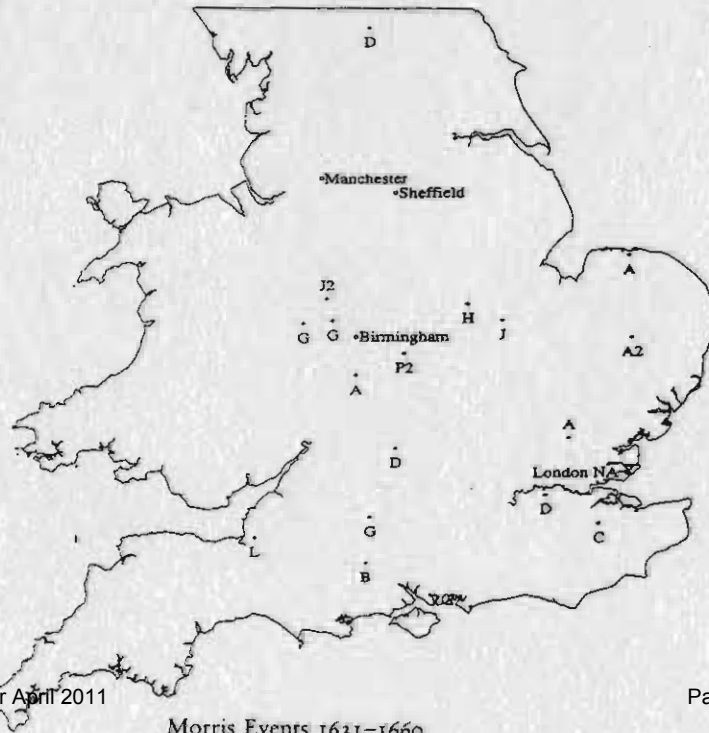 D
Manchester
Sheffield
A
J2
H
G
G
J
Birmingham
A2
P2
A
A
D
London NA
D
G
C
L
B
r April 2011
Pa
Morris Events 1631–1660